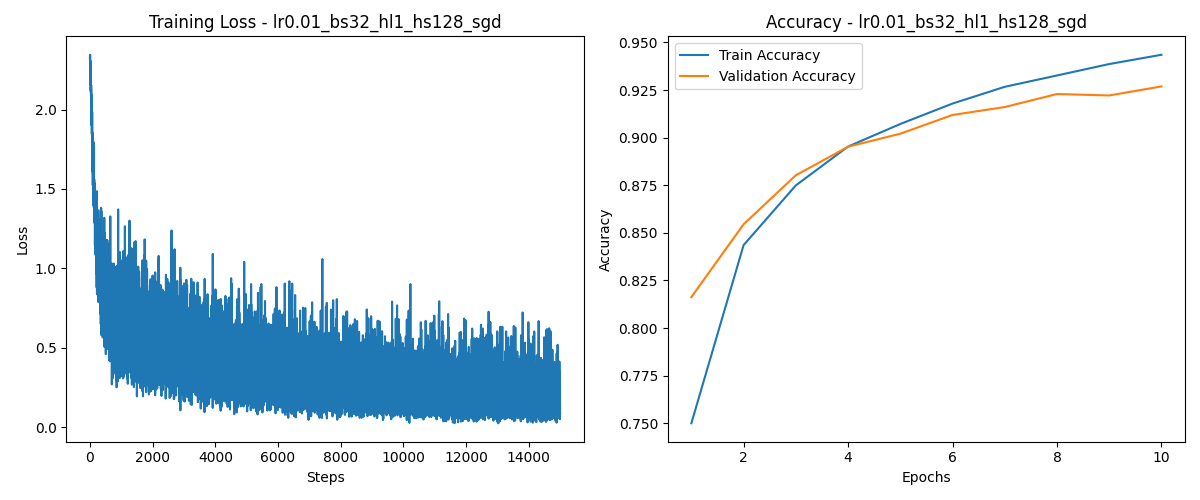 Training Loss - lr0.01_bs32_hl1_hs128_sgd
2.0
1.5
1.0
0.5
0.0
Loss
0 2000 4000 6000 8000 10000 12000 14000
Steps
Accuracy - lr0.01_bs32_hl1_hs128_sgd
Train Accuracy
Validation Accuracy
0.950
0.925
0.900
0.875
0.850
0.825
0.800
0.775
0.750
Accuracy
2 4 6 8 10
Epochs